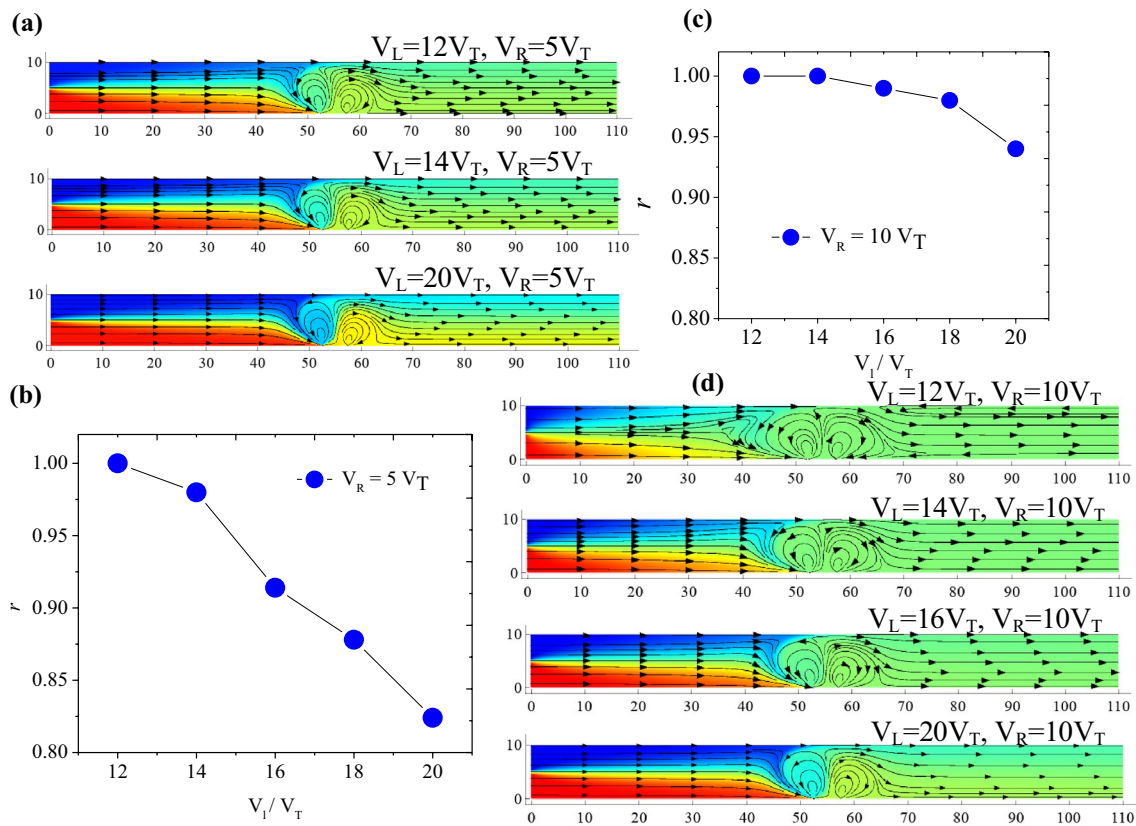 (a)
V_L=12V_T, V_R=5V_T
10
0
0 10 20 30 40 50 60 70 80 90 100 110
V_L=14V_T, V_R=5V_T
10
0
0 10 20 30 40 50 60 70 80 90 100 110
V_L=20V_T, V_R=5V_T
10
0
0 10 20 30 40 50 60 70 80 90 100 110
(b)
1.00
0.95
0.90
0.85
0.80
r
V_R = 5 V_T
12 14 16 18 20
V_l / V_T
(c)
1.00
0.95
0.90
0.85
0.80
r
V_R = 10 V_T
12 14 16 18 20
V_l / V_T
(d)
V_L=12V_T, V_R=10V_T
10
0
0 10 20 30 40 50 60 70 80 90 100 110
V_L=14V_T, V_R=10V_T
10
0
0 10 20 30 40 50 60 70 80 90 100 110
V_L=16V_T, V_R=10V_T
10
0
0 10 20 30 40 50 60 70 80 90 100 110
V_L=20V_T, V_R=10V_T
10
0
0 10 20 30 40 50 60 70 80 90 100 110